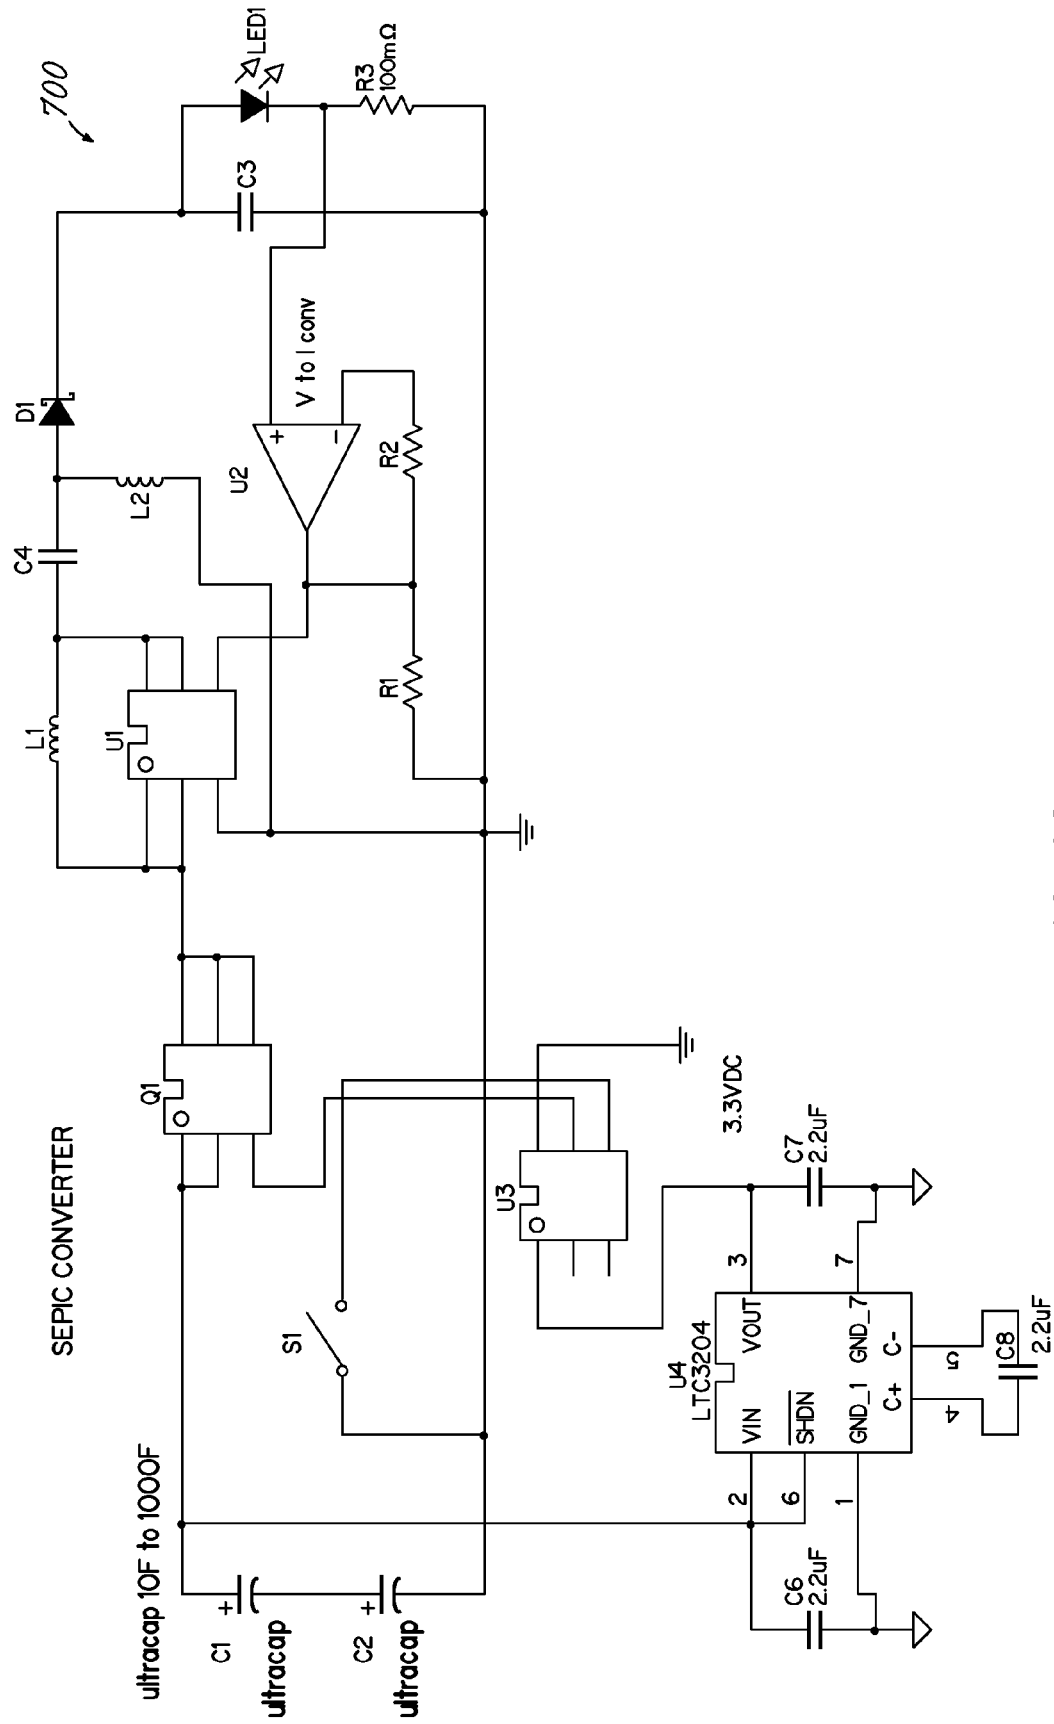 700
LED1
R3
100mΩ
C3
D1
V to I conv
+
−
U2
R2
L2
C4
R1
L1
U1
SEPIC CONVERTER
Q1
U3
3.3VDC
C7
2.2uF
S1
3
7
U4
LTC3204
VOUT
GND_7
VIN
SHDN
GND_1
C-
C+
5
4
C8
2.2uF
2
6
1
C6
2.2uF
ultracap 10F to 1000F
+
C1
ultracap
+
C2
ultracap